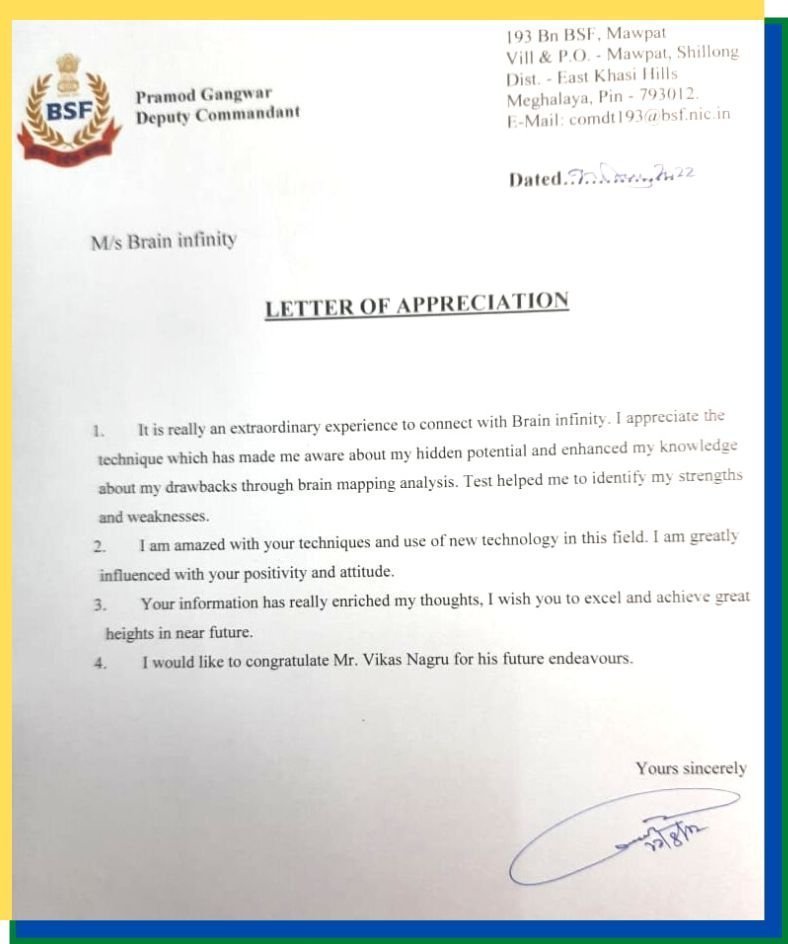 193 Bn BSF, Mawpat
Vill & P.O. - Mawpat, Shillong
Dist. - East Khasi Hills
Meghalaya, Pin - 793012.
E-Mail: comdt193@bsf.nic.in
BSF
Pramod Gangwar
Deputy Commandant
Dated 22
M/s Brain infinity
LETTER OF APPRECIATION
1. It is really an extraordinary experience to connect with Brain infinity. I appreciate the
technique which has made me aware about my hidden potential and enhanced my knowledge
about my drawbacks through brain mapping analysis. Test helped me to identify my strengths
and weaknesses.
2. I am amazed with your techniques and use of new technology in this field. I am greatly
influenced with your positivity and attitude.
3. Your information has really enriched my thoughts, I wish you to excel and achieve great
heights in near future.
4. I would like to congratulate Mr. Vikas Nagru for his future endeavours.
Yours sincerely